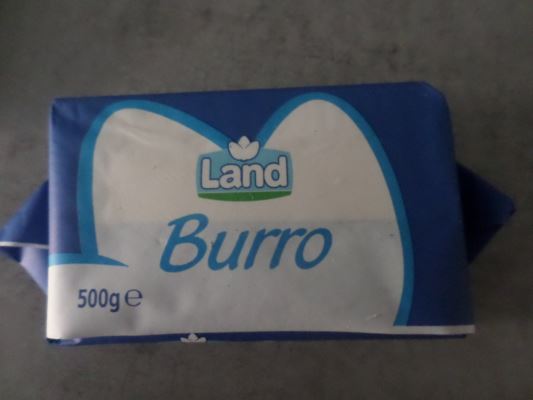 Land
Burro
500g ℮